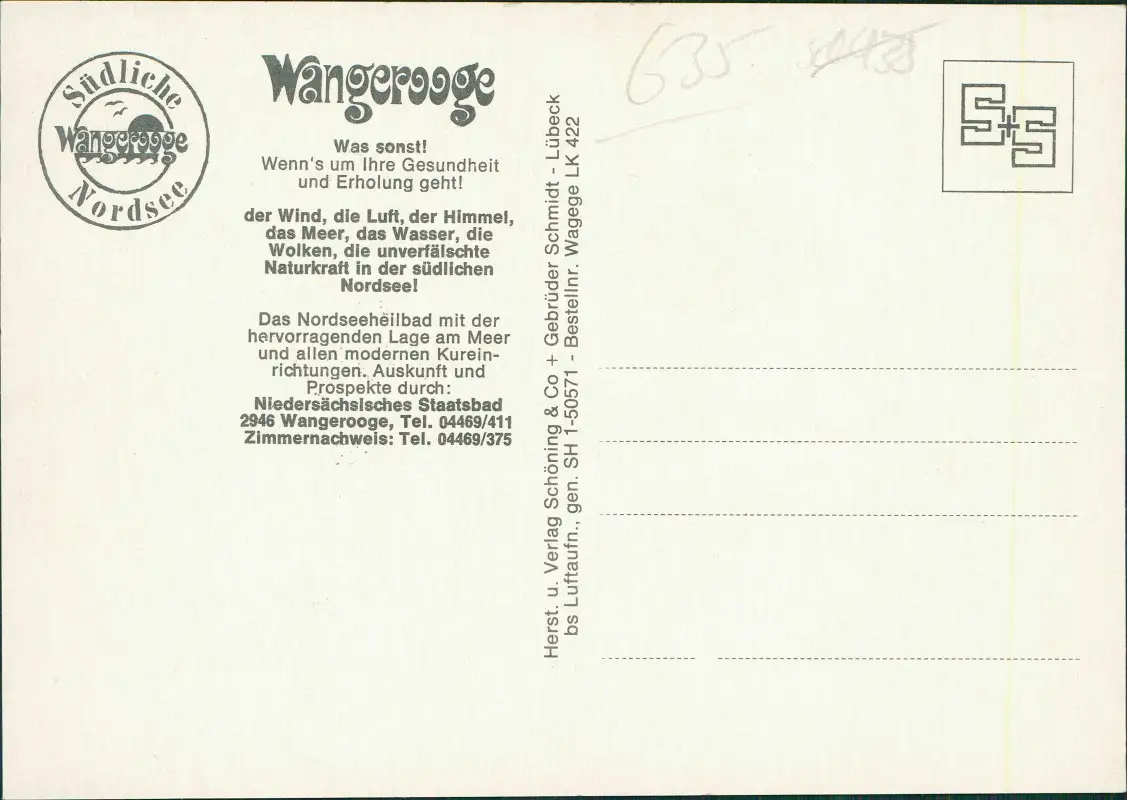 Südliche
Wangerooge
Nordsee
Wangerooge
Was sonst!
Wenn's um Ihre Gesundheit
und Erholung geht!
der Wind, die Luft, der Himmel,
das Meer, das Wasser, die
Wolken, die unverfälschte
Naturkraft in der südlichen
Nordsee!
Das Nordseeheilbad mit der
hervorragenden Lage am Meer
und allen modernen Kurein-
richtungen. Auskunft und
Prospekte durch:
Niedersächsisches Staatsbad
2946 Wangerooge, Tel. 04469/411
Zimmernachweis: Tel. 04469/375
Herst. u. Verlag Schöning & Co + Gebrüder Schmidt - Lübeck
bs Luftaufn., gen. SH 1-50571 - Bestellnr. Wagege LK 422
635
S+S